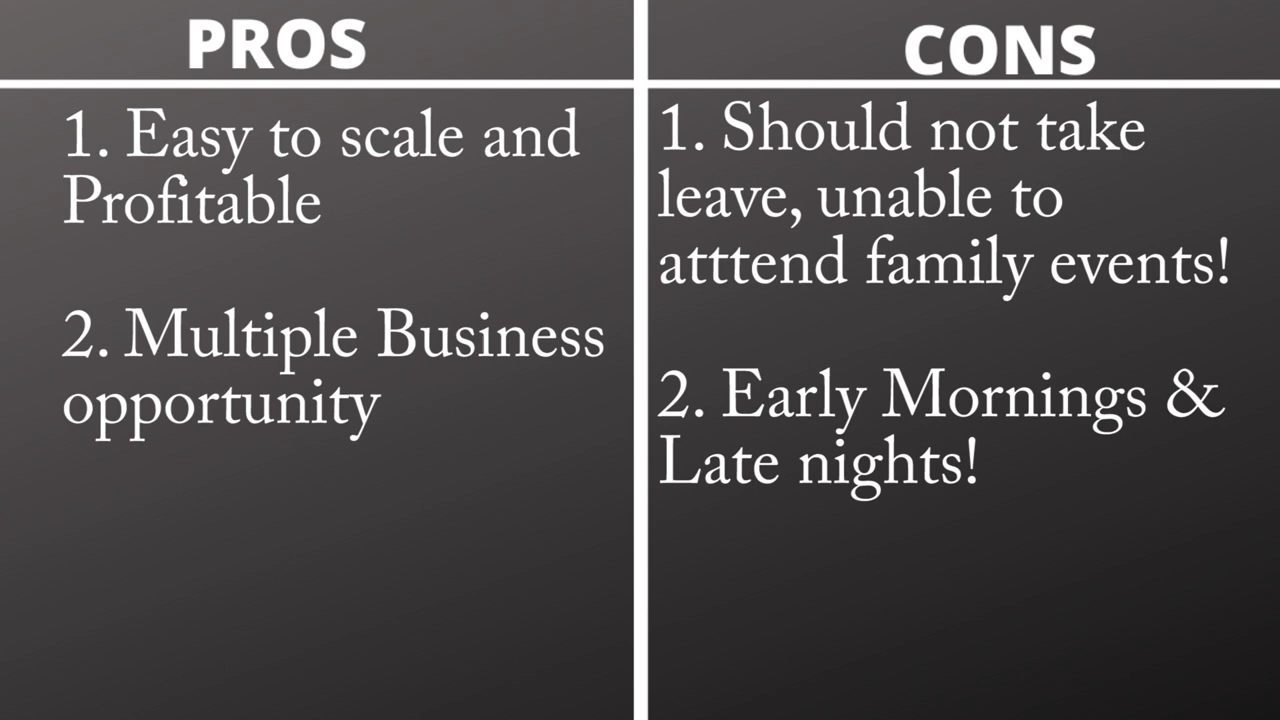 PROS
1. Easy to scale and
Profitable
2. Multiple Business
opportunity
CONS
1. Should not take
leave, unable to
atttend family events!
2. Early Mornings &
Late nights!